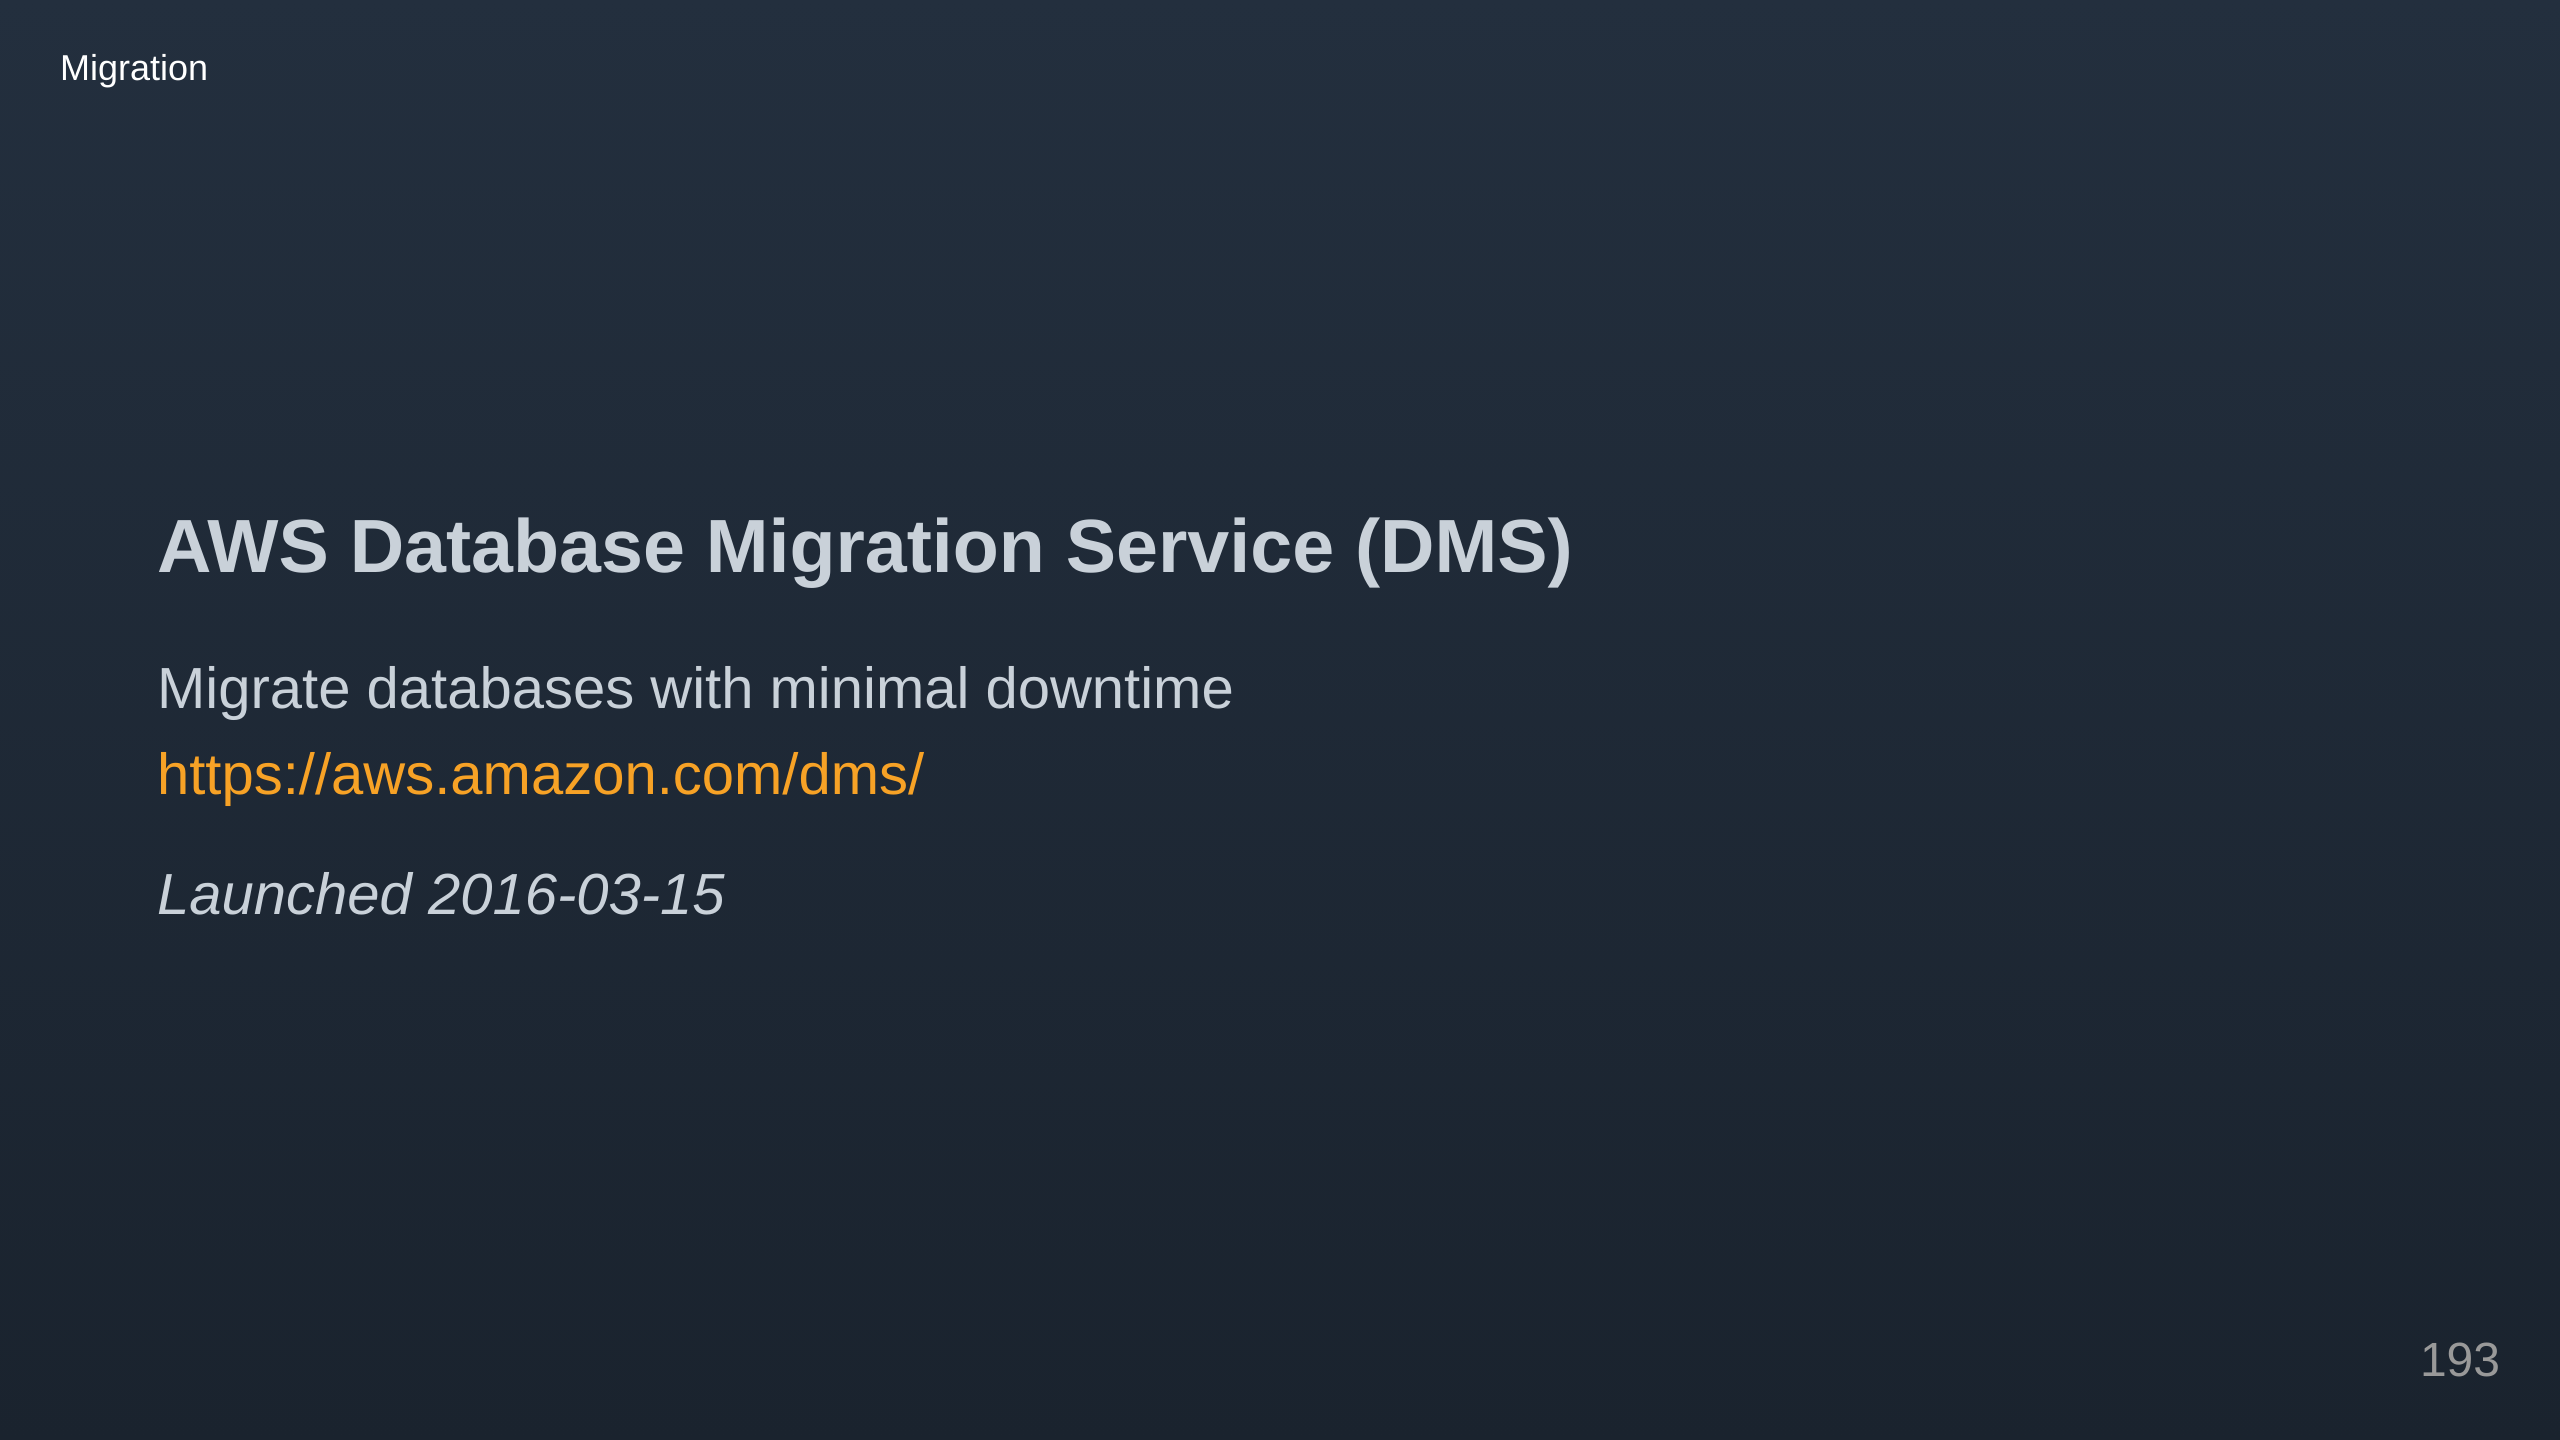 Migration
AWS Database Migration Service (DMS)
Migrate databases with minimal downtime
https://aws.amazon.com/dms/
Launched 2016-03-15
193